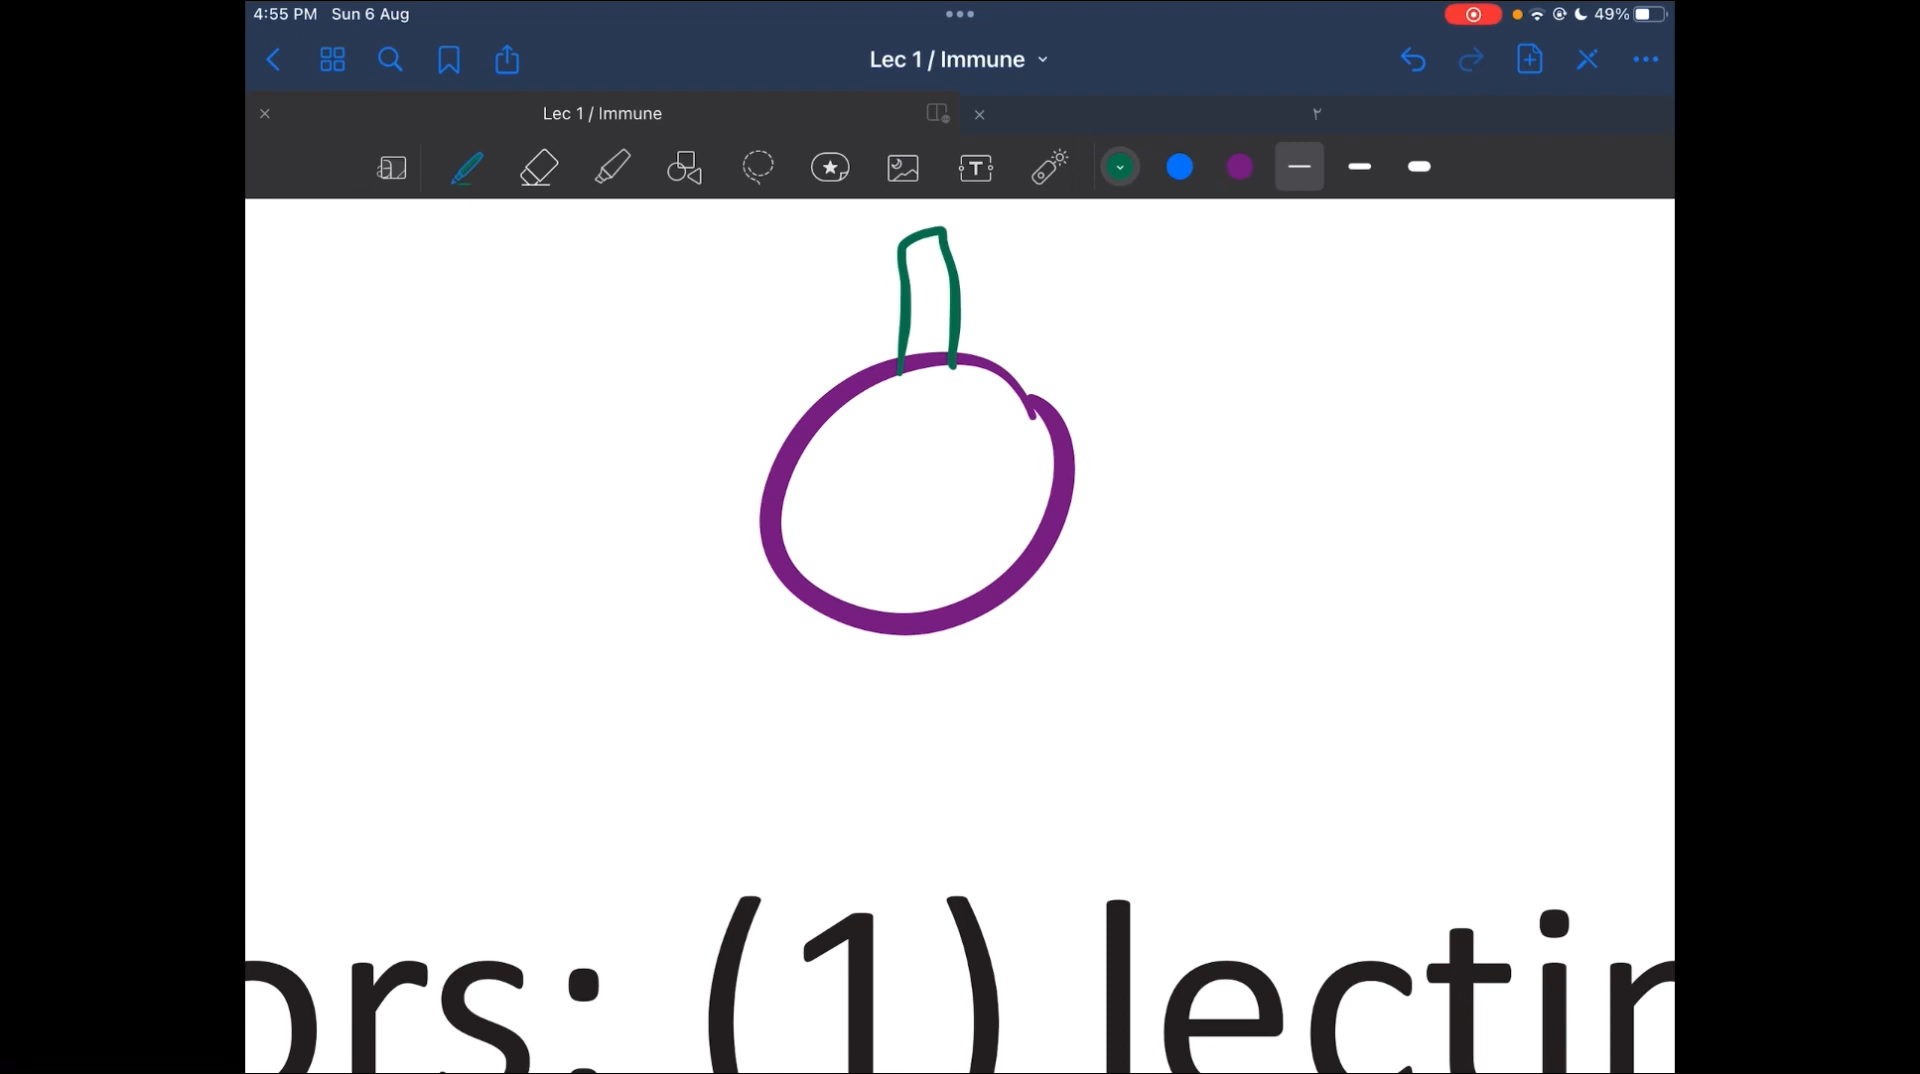 4:55 PM Sun 6 Aug
49%
Lec 1 / Immune
Lec 1 / Immune
٢
ors: (1) lectin